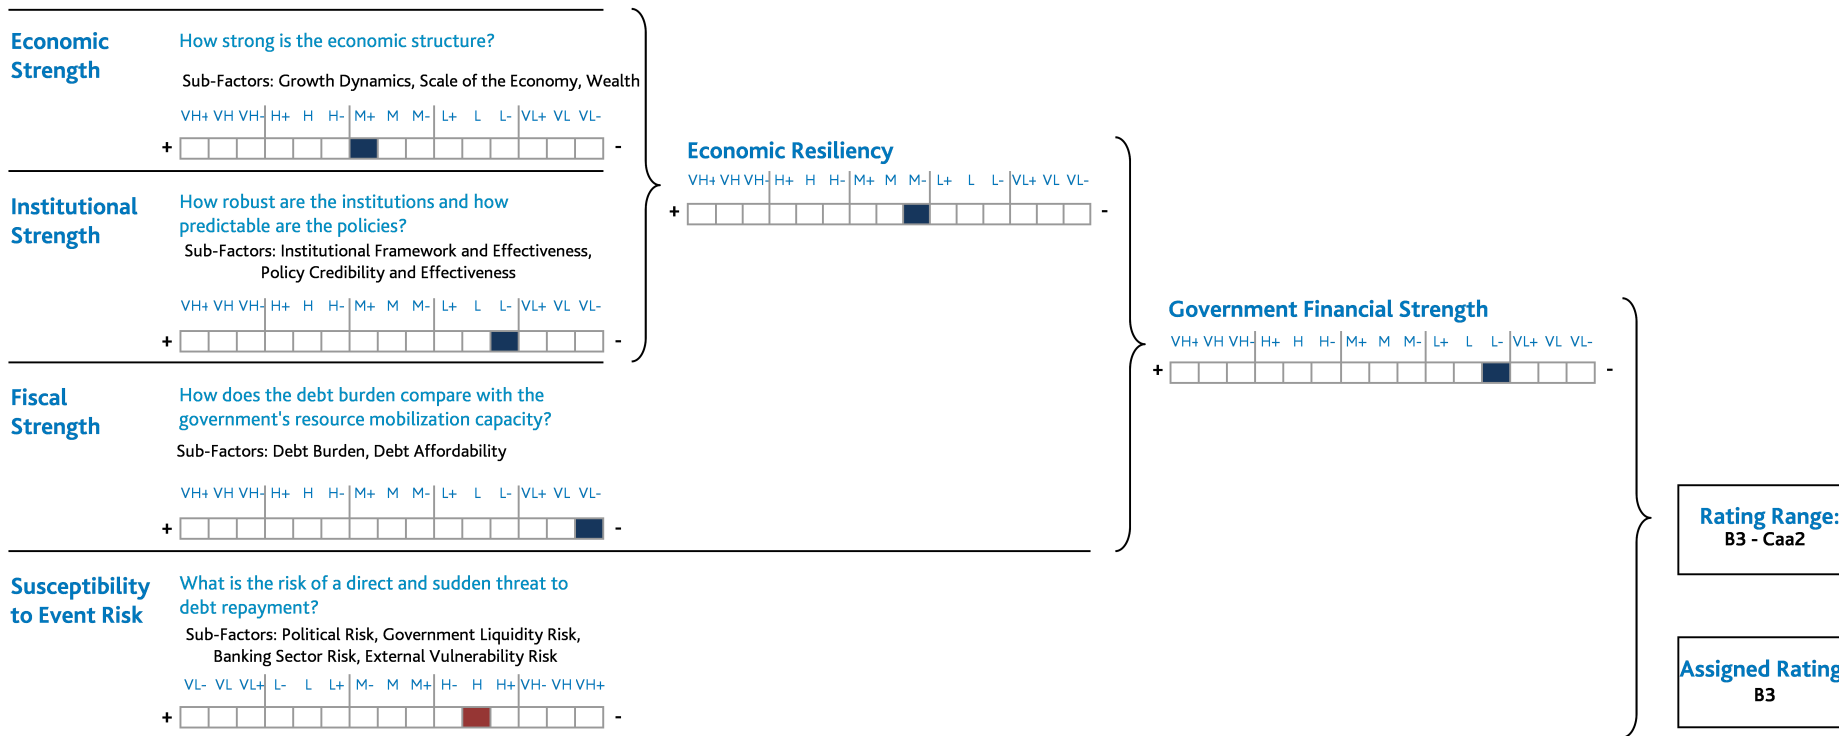 Economic
Strength
How strong is the economic structure?
Sub-Factors: Growth Dynamics, Scale of the Economy, Wealth
VH+ VH VH- H+ H H- M+ M M- L+ L L- VL+ VL VL-
+ -
Institutional
Strength
How robust are the institutions and how
predictable are the policies?
Sub-Factors: Institutional Framework and Effectiveness,
Policy Credibility and Effectiveness
VH+ VH VH- H+ H H- M+ M M- L+ L L- VL+ VL VL-
+ -
Economic Resiliency
VH+ VH VH- H+ H H- M+ M M- L+ L L- VL+ VL VL-
+ -
Fiscal
Strength
How does the debt burden compare with the
government's resource mobilization capacity?
Sub-Factors: Debt Burden, Debt Affordability
VH+ VH VH- H+ H H- M+ M M- L+ L L- VL+ VL VL-
+ -
Government Financial Strength
VH+ VH VH- H+ H H- M+ M M- L+ L L- VL+ VL VL-
+ -
Susceptibility
to Event Risk
What is the risk of a direct and sudden threat to
debt repayment?
Sub-Factors: Political Risk, Government Liquidity Risk,
Banking Sector Risk, External Vulnerability Risk
VL- VL VL+ L- L L+ M- M M+ H- H H+ VH- VH VH+
+ -
Rating Range:
B3 - Caa2
Assigned Rating
B3